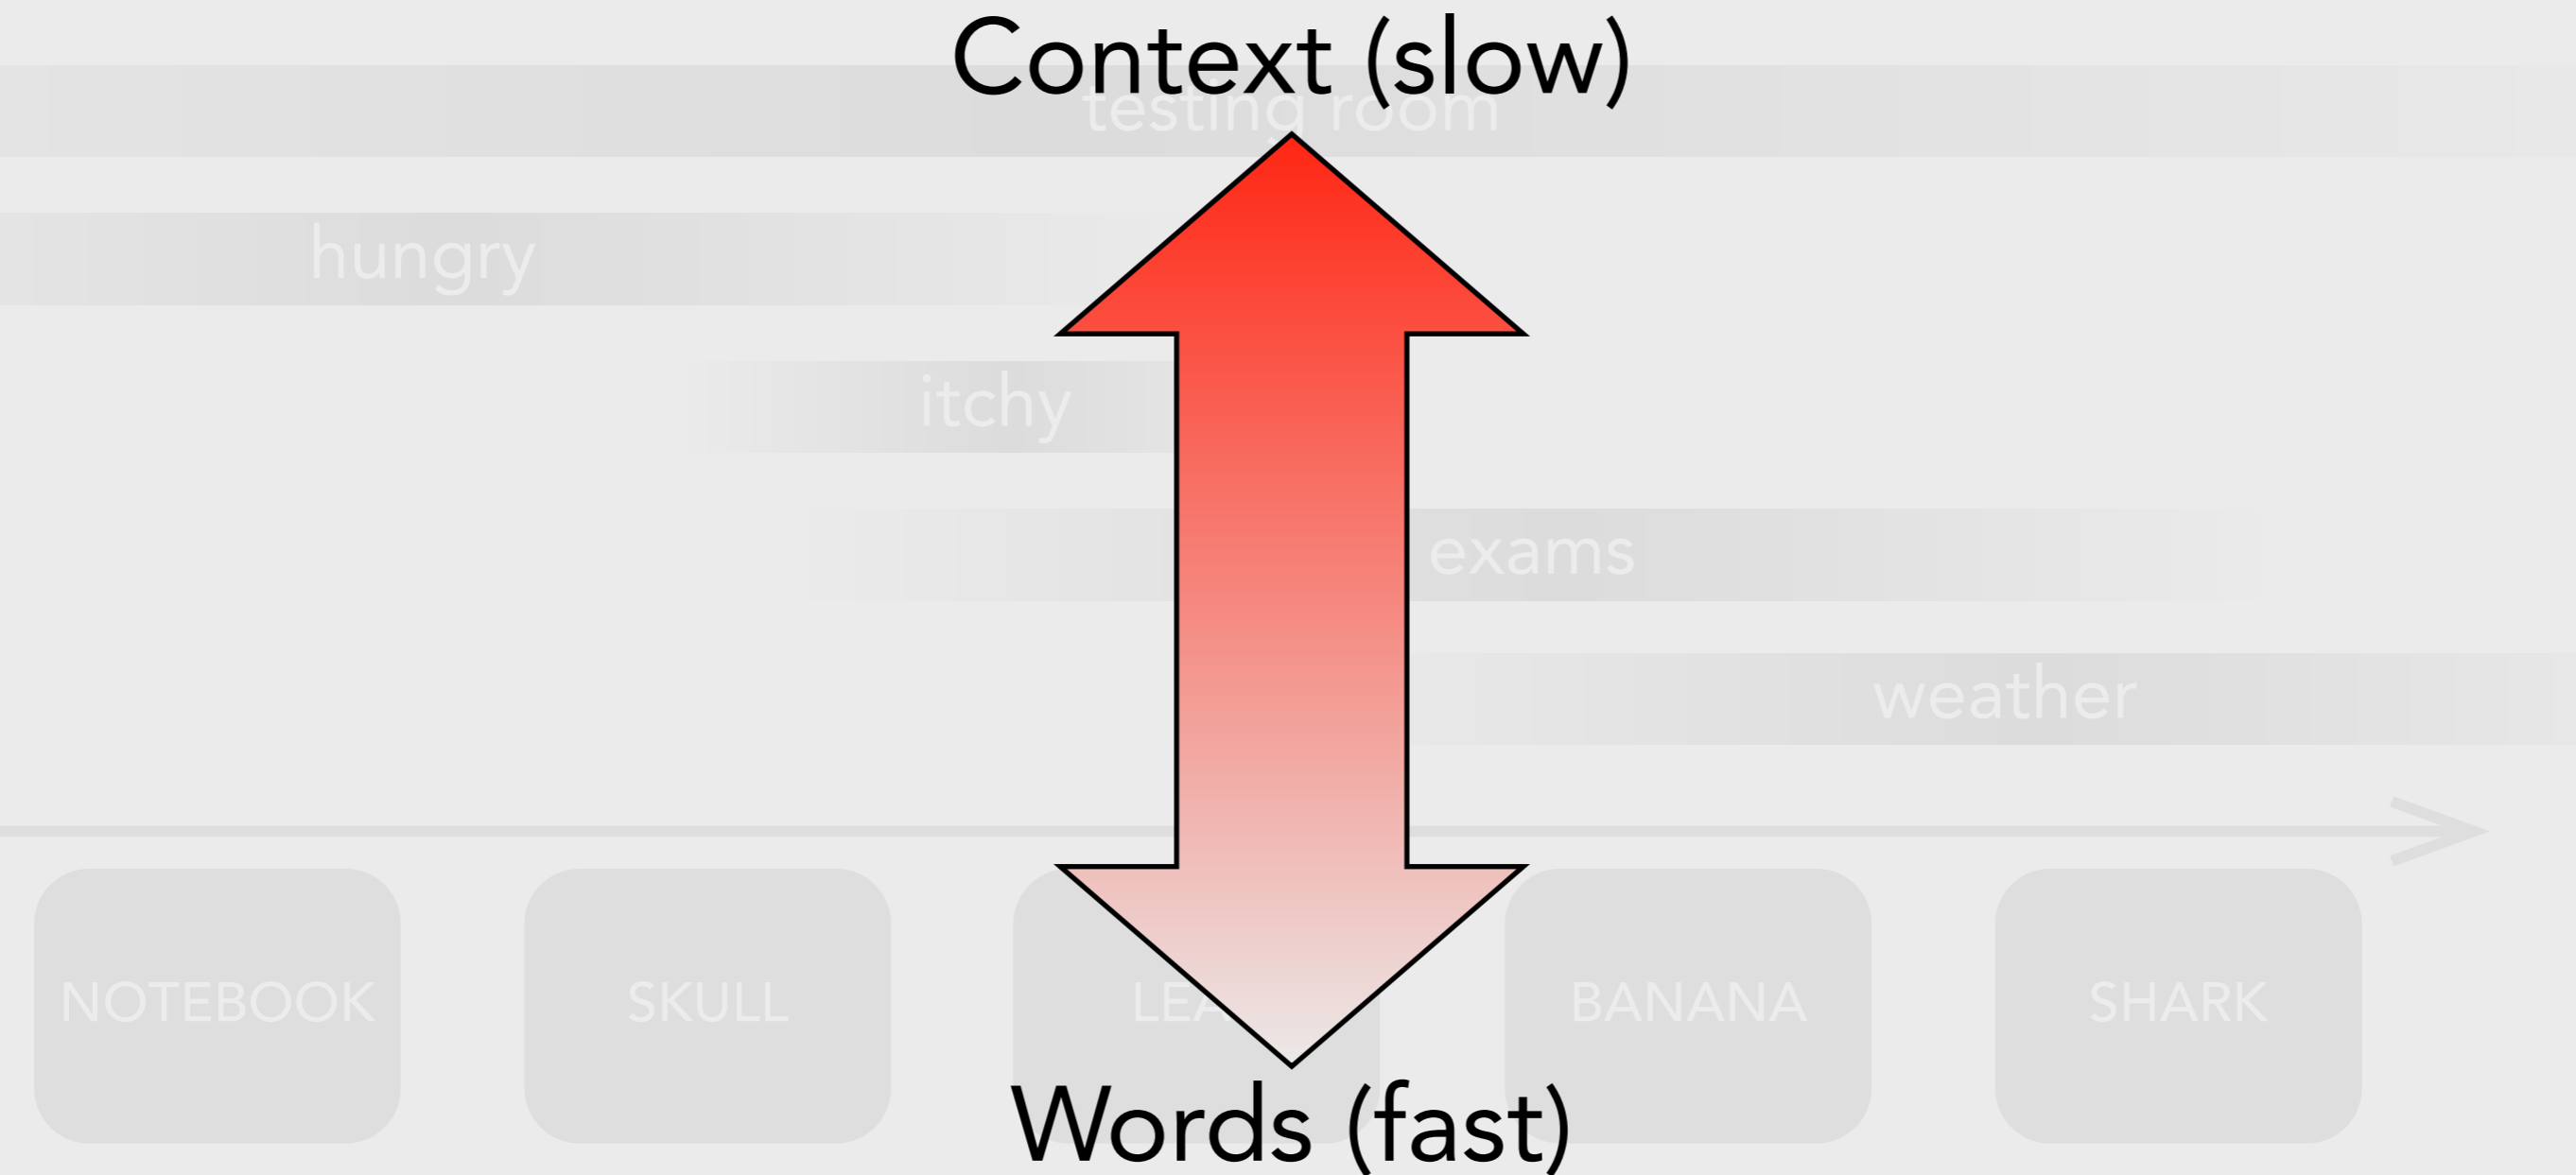 Context (slow)
testing room
hungry
itchy
exams
weather
NOTEBOOK
SKULL
BANANA
SHARK
Words (fast)